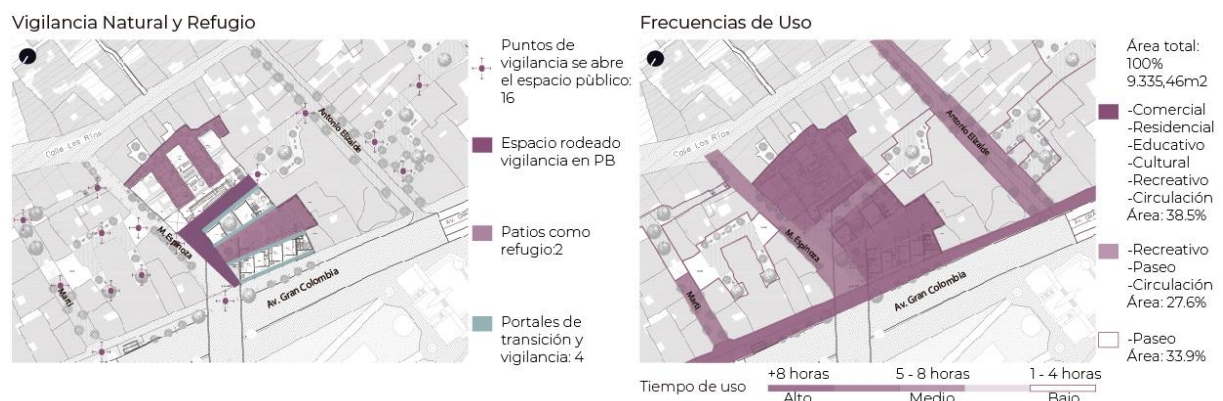 Vigilancia Natural y Refugio
Calle Los Ríos
Antonio Elizalde
M. Espinoza
Martí
Av. Gran Colombia
Puntos de
vigilancia se abre
el espacio pùblico:
16
Espacio rodeado
vigilancia en PB
Patios como
refugio:2
Portales de
transición y
vigilancia: 4
Frecuencias de Uso
Calle Los Ríos
Antonio Elizalde
M. Espinoza
Martí
Av. Gran Colombia
Área total:
100%
9.335,46m2
-Comercial
-Residencial
-Educativo
-Cultural
-Recreativo
-Circulación
Área: 38.5%
-Recreativo
-Paseo
-Circulación
Área: 27.6%
-Paseo
Área: 33.9%
Tiempo de uso
+8 horas 5 - 8 horas 1 - 4 horas
Alto Medio Bajo